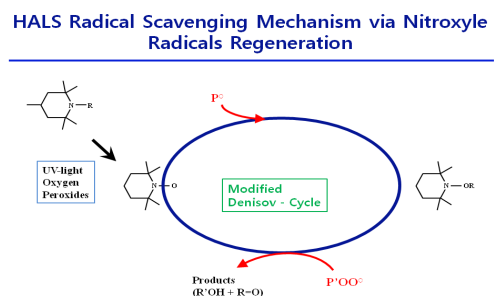 HALS Radical Scavenging Mechanism via Nitroxyle
Radicals Regeneration
N
R
P○
UV-light
Oxygen
Peroxides
N
O
Modified
Denisov - Cycle
N
OR
Products
(R'OH + R=O)
P'OO○